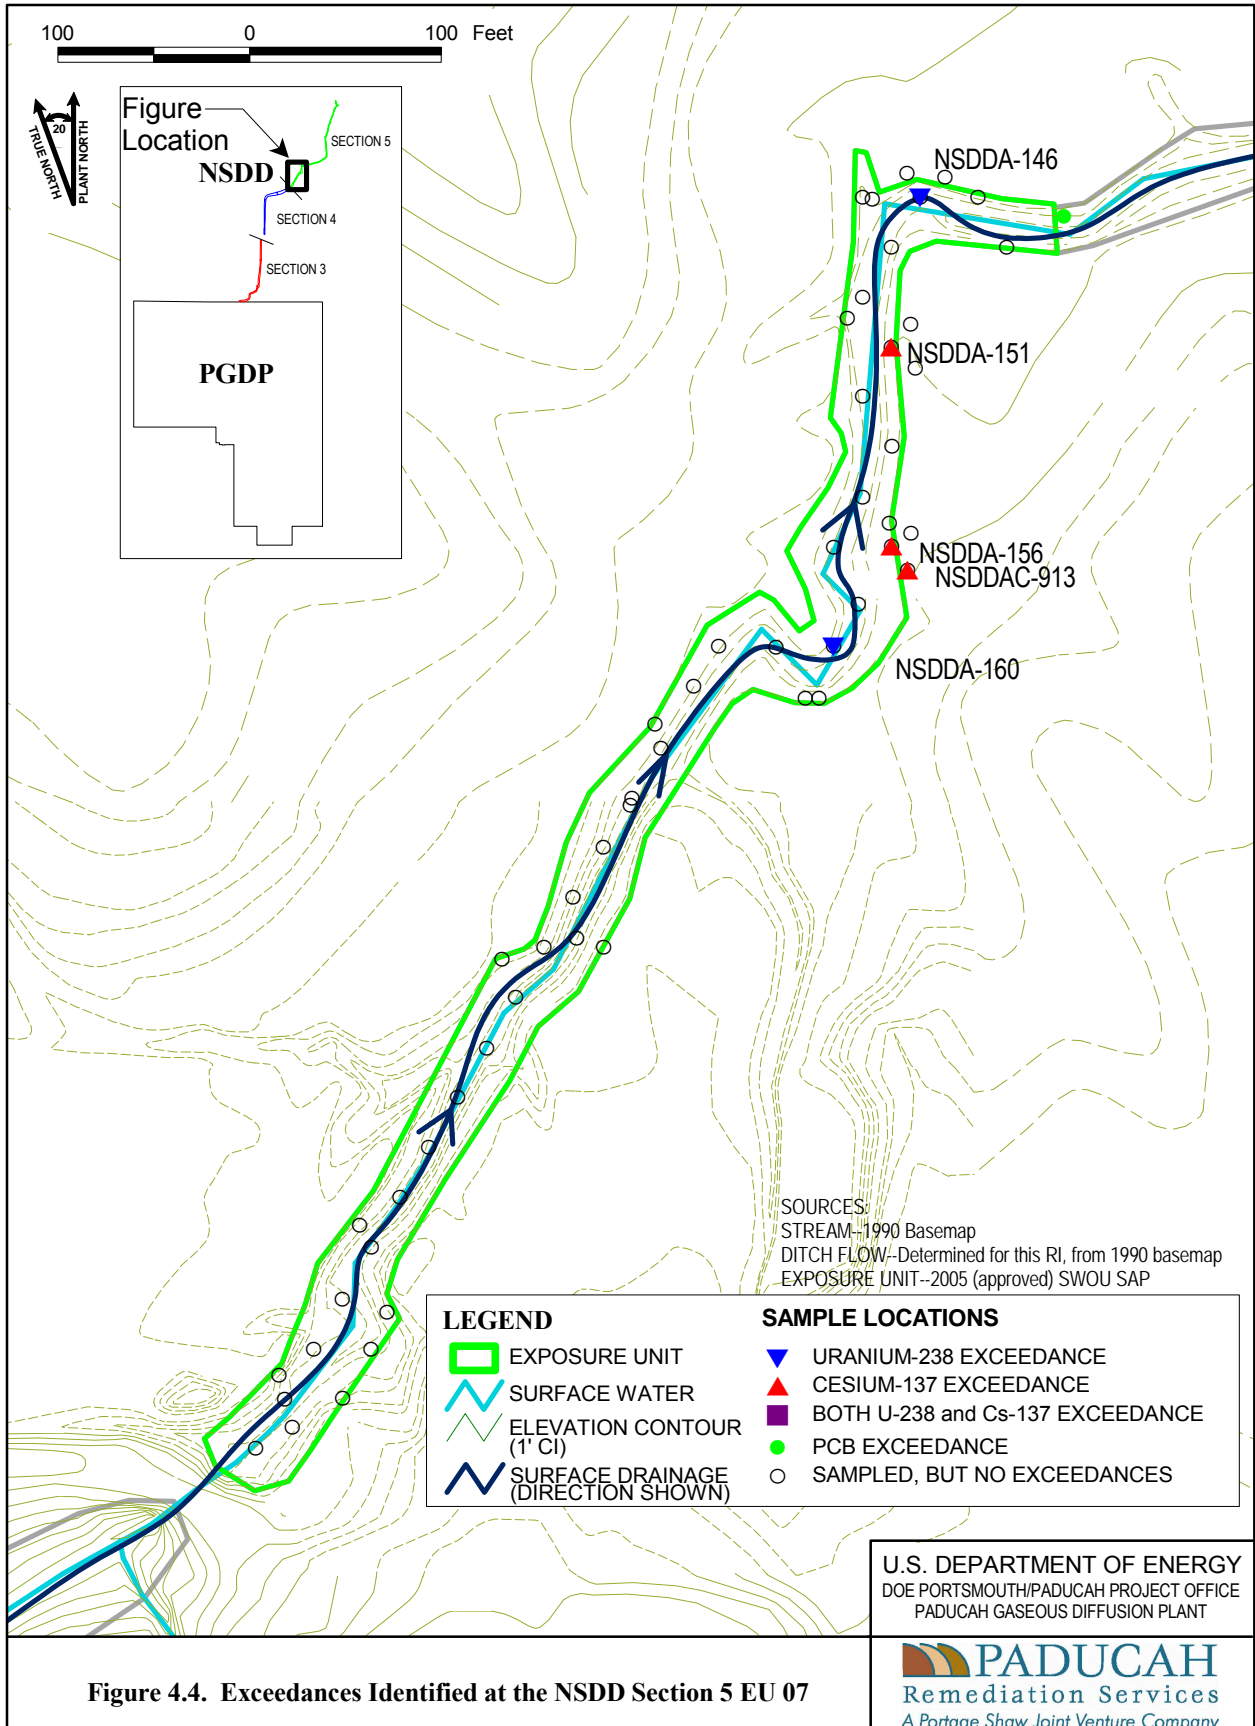 100 0 100 Feet
TRUE NORTH
20
PLANT NORTH
Figure
Location
NSDD
SECTION 5
SECTION 4
SECTION 3
PGDP
NSDDA-146
NSDDA-151
NSDDA-156
NSDDAC-913
NSDDA-160
SOURCES:
STREAM--1990 Basemap
DITCH FLOW--Determined for this RI, from 1990 basemap
EXPOSURE UNIT--2005 (approved) SWOU SAP
LEGEND
EXPOSURE UNIT
SURFACE WATER
ELEVATION CONTOUR
(1' CI)
SURFACE DRAINAGE
(DIRECTION SHOWN)
SAMPLE LOCATIONS
URANIUM-238 EXCEEDANCE
CESIUM-137 EXCEEDANCE
BOTH U-238 and Cs-137 EXCEEDANCE
PCB EXCEEDANCE
SAMPLED, BUT NO EXCEEDANCES
U.S. DEPARTMENT OF ENERGY
DOE PORTSMOUTH/PADUCAH PROJECT OFFICE
PADUCAH GASEOUS DIFFUSION PLANT
Figure 4.4. Exceedances Identified at the NSDD Section 5 EU 07
PADUCAH
Remediation Services
A Portage Shaw Joint Venture Company